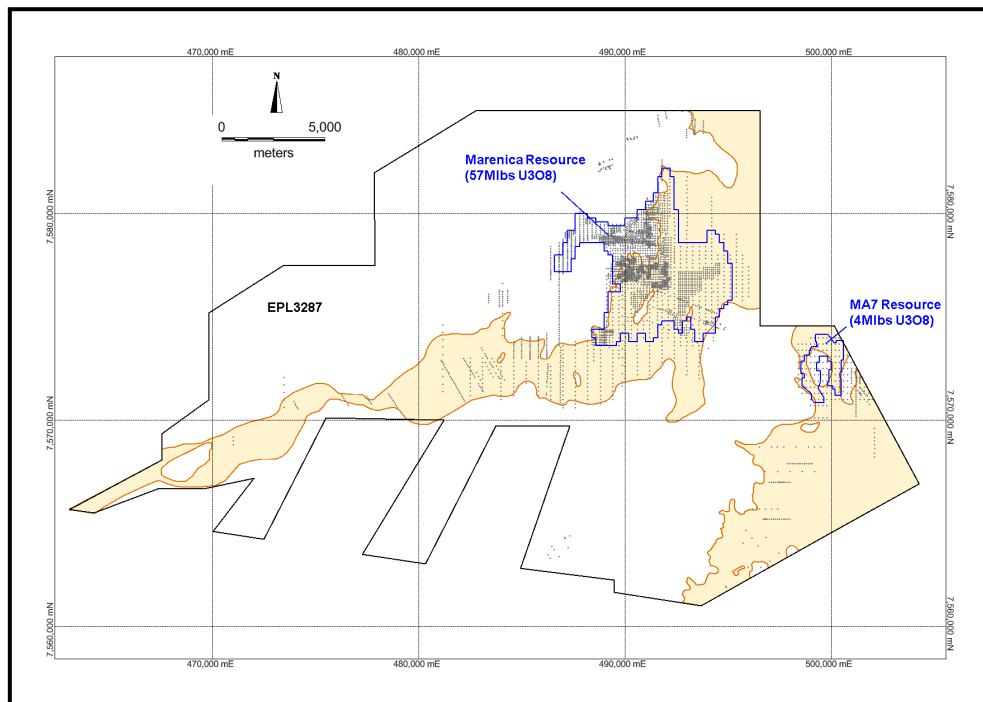 470,000 mE
480,000 mE
490,000 mE
500,000 mE
N
0
5,000
meters
Marenica Resource
(57Mlbs U3O8)
7,580,000 mN
7,580,000 mN
EPL3287
MA7 Resource
(4Mlbs U3O8)
7,570,000 mN
7,570,000 mN
7,560,000 mN
7,560,000 mN
470,000 mE
480,000 mE
490,000 mE
500,000 mE